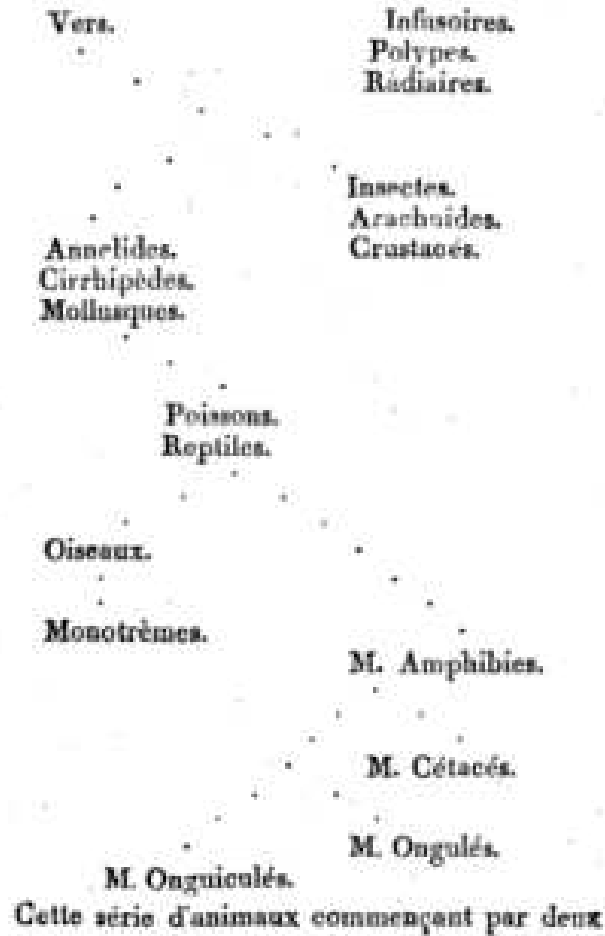 Vers.
Infusoires.
Polypes.
Radiaires.
Insectes.
Arachnides.
Crustacés.
Annelides.
Cirrhipèdes.
Mollusques.
Poissons.
Reptiles.
Oiseaux.
Monotrèmes.
M. Amphibies.
M. Cétacés.
M. Ongulés.
M. Onguiculés.
Cette série d'animaux commençant par deux